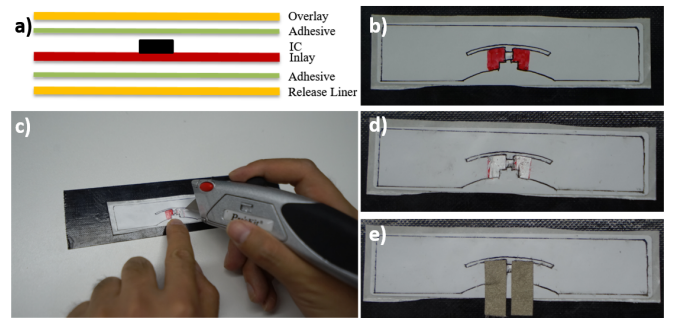 a)
Overlay
Adhesive
IC
Inlay
Adhesive
Release Liner
b)
c)
d)
e)